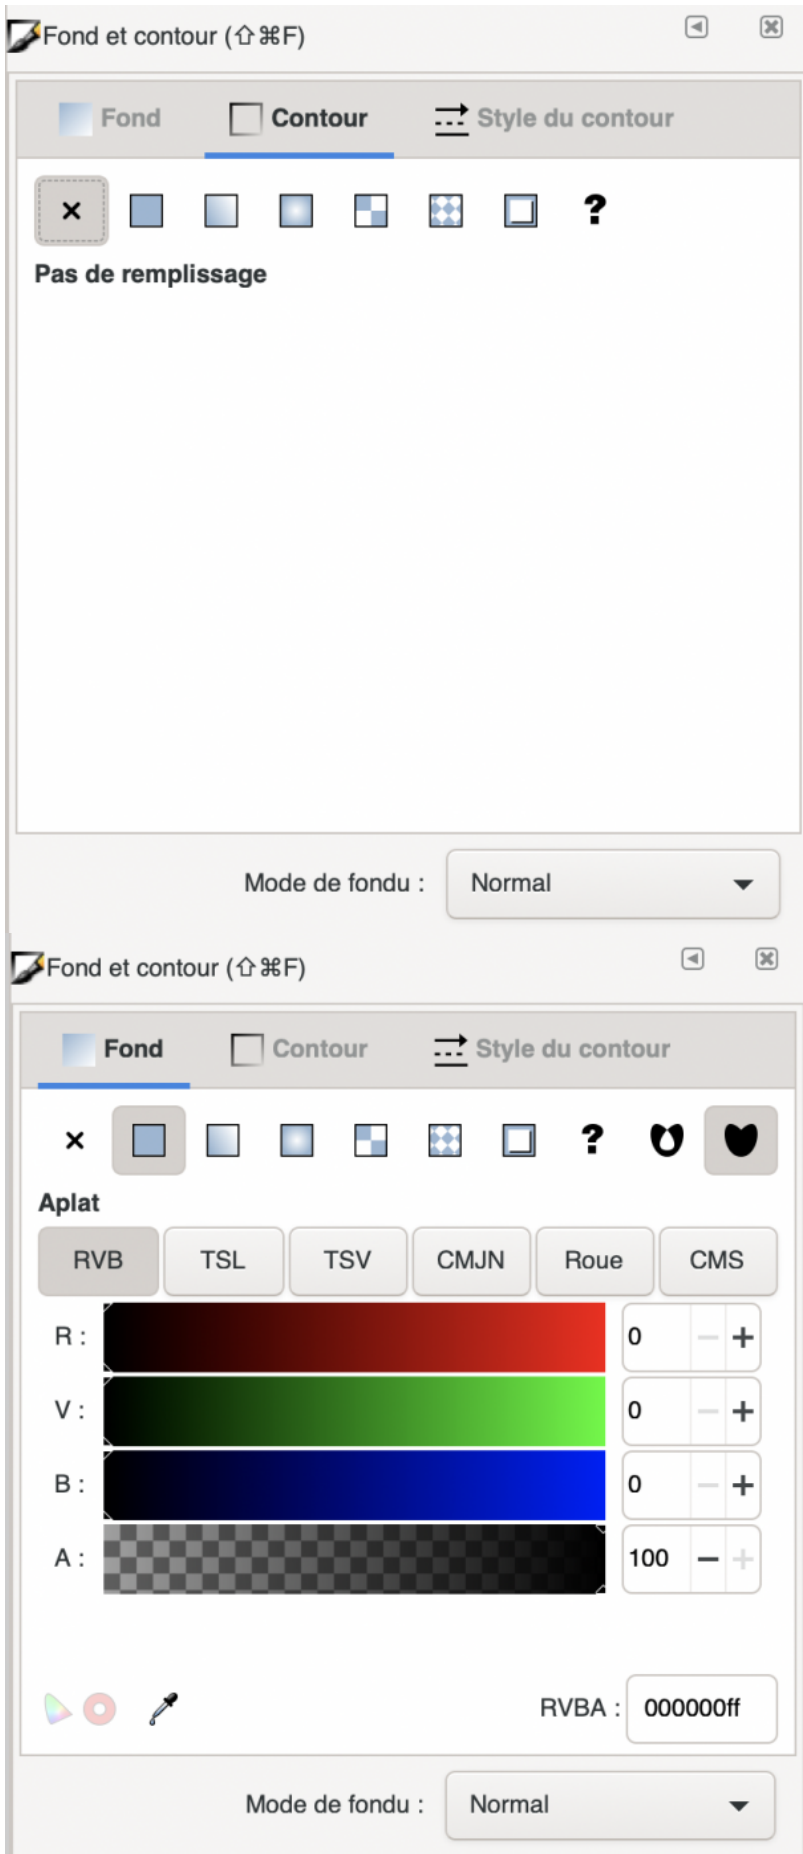 Fond et contour (⇧⌘F)
Fond Contour Style du contour
?
Pas de remplissage
Mode de fondu : Normal
Fond et contour (⇧⌘F)
Fond Contour Style du contour
?
Aplat
RVB TSL TSV CMJN Roue CMS
R : 0 − +
V : 0 − +
B : 0 − +
A : 100 − +
RVBA : 000000ff
Mode de fondu : Normal